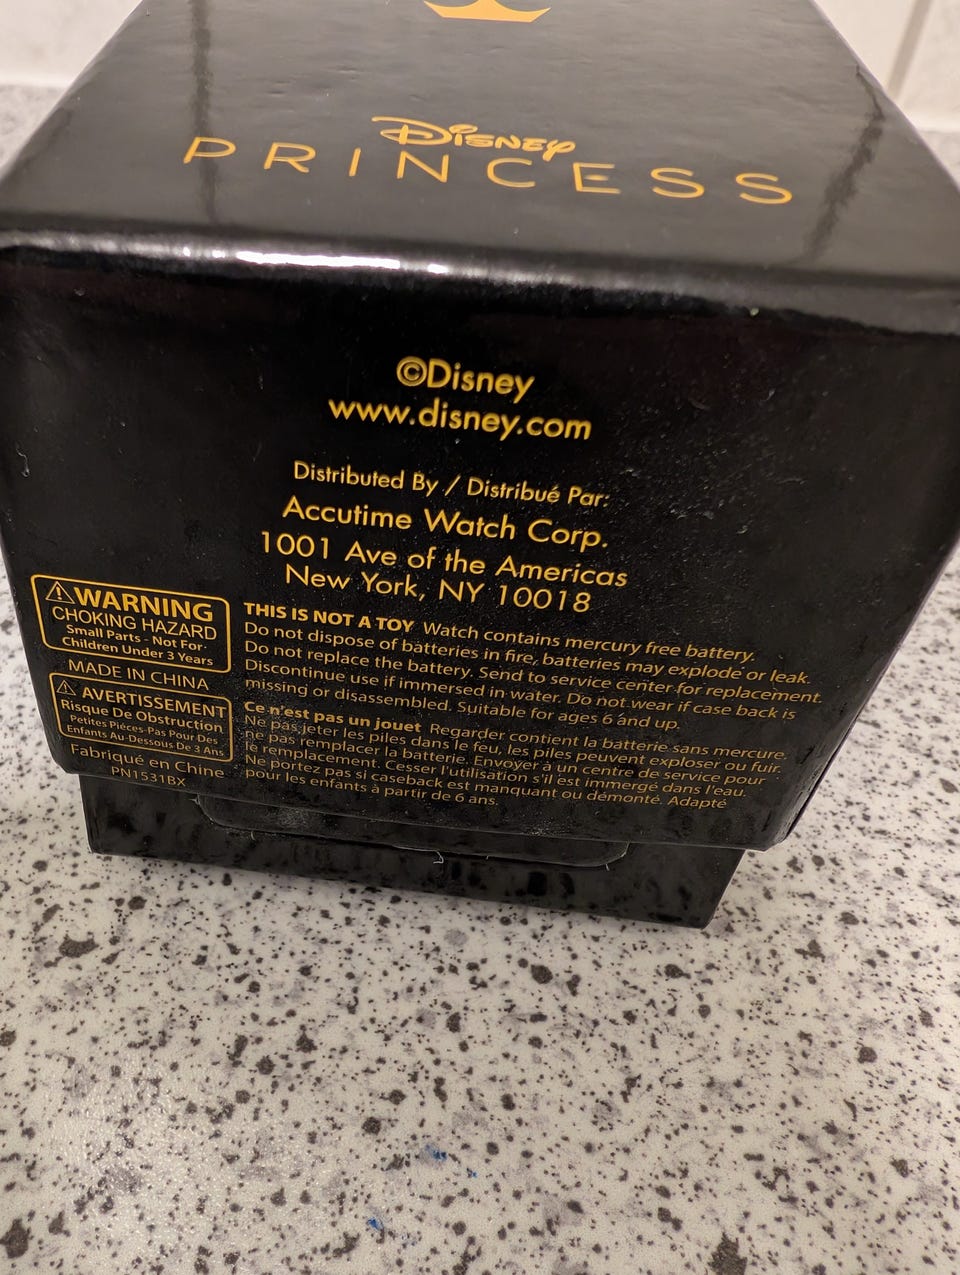 Disney
PRINCESS
©Disney
www.disney.com
Distributed By / Distribué Par:
Accutime Watch Corp.
1001 Ave of the Americas
New York, NY 10018
WARNING
CHOKING HAZARD
Small Parts - Not For
Children Under 3 Years
MADE IN CHINA
AVERTISSEMENT
Risque De Obstruction
Petites Pièces-Pas Pour Des
Enfants Au-Dessous De 3 Ans
Fabriqué en Chine
PN1531BX
THIS IS NOT A TOY Watch contains mercury free battery.
Do not dispose of batteries in fire, batteries may explode or leak.
Do not replace the battery. Send to service center for replacement.
Discontinue use if immersed in water. Do not wear if case back is
missing or disassembled. Suitable for ages 6 and up.
Ce n'est pas un jouet Regarder contient la batterie sans mercure.
Ne pas jeter les piles dans le feu, les piles peuvent exploser ou fuir.
ne pas remplacer la batterie. Envoyer à un centre de service pour
le remplacement. Cesser l'utilisation s'il est immergé dans l'eau.
Ne portez pas si caseback est manquant ou démonté. Adapté
pour les enfants à partir de 6 ans.